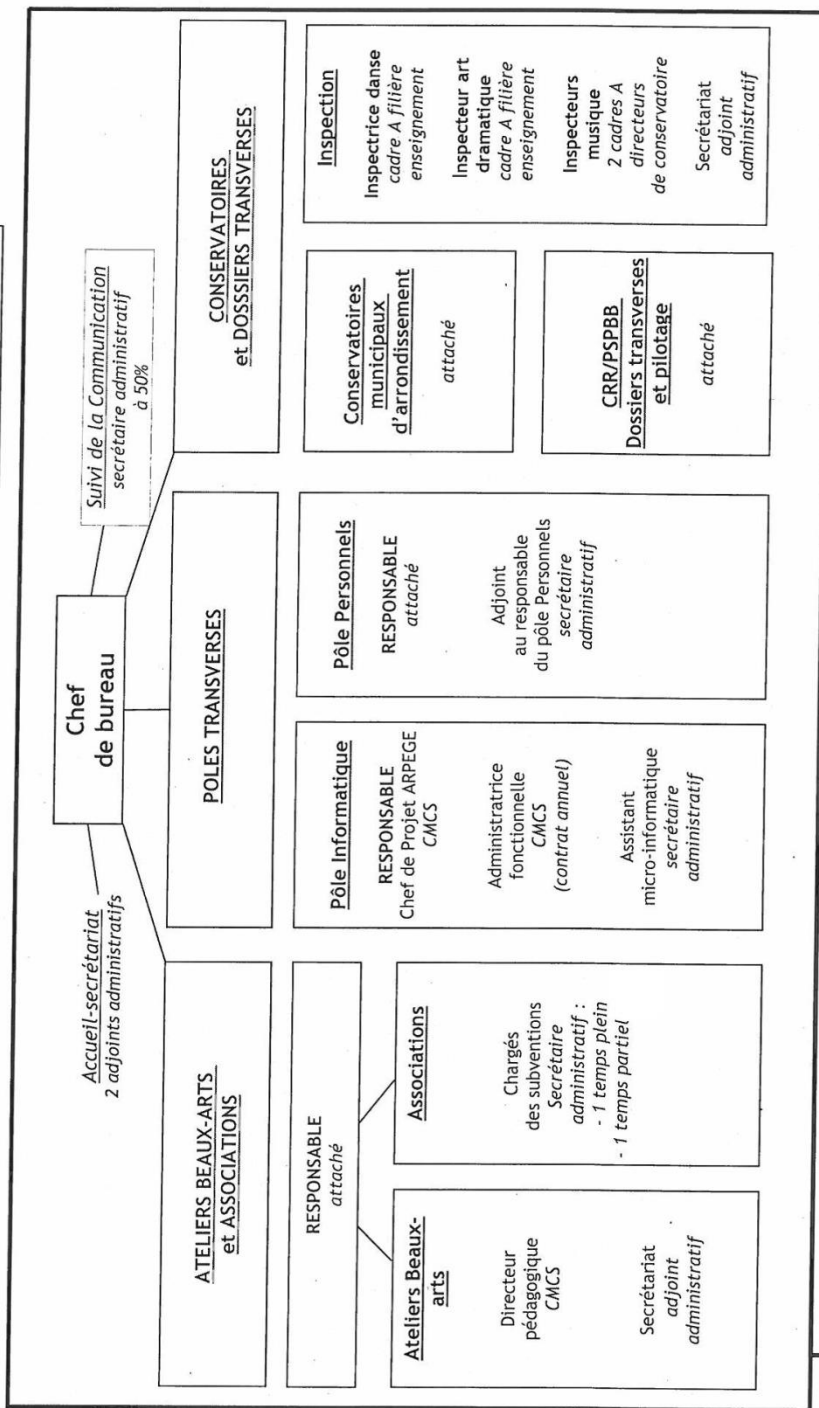 Chef
de bureau
Accueil-secrétariat
2 adjoints administratifs
Suivi de la Communication
secrétaire administratif
à 50%
ATELIERS BEAUX-ARTS
et ASSOCIATIONS
RESPONSABLE
attaché
Ateliers Beaux-
arts
Directeur
pédagogique
CMCS
Secrétariat
adjoint
administratif
Associations
Chargés
des subventions
Secrétaire
administratif :
- 1 temps plein
- 1 temps partiel
POLES TRANSVERSES
Pôle Informatique
RESPONSABLE
Chef de Projet ARPEGE
CMCS
Administratrice
fonctionnelle
CMCS
(contrat annuel)
Assistant
micro-informatique
secrétaire
administratif
Pôle Personnels
RESPONSABLE
attaché
Adjoint
au responsable
du pôle Personnels
secrétaire
administratif
CONSERVATOIRES
et DOSSSIERS TRANSVERSES
Conservatoires
municipaux
d'arrondissement
attaché
CRR/PSPBB
Dossiers transverses
et pilotage
attaché
Inspection
Inspectrice danse
cadre A filière
enseignement
Inspecteur art
dramatique
cadre A filière
enseignement
Inspecteurs
musique
2 cadres A
directeurs
de conservatoire
Secrétariat
adjoint
administratif